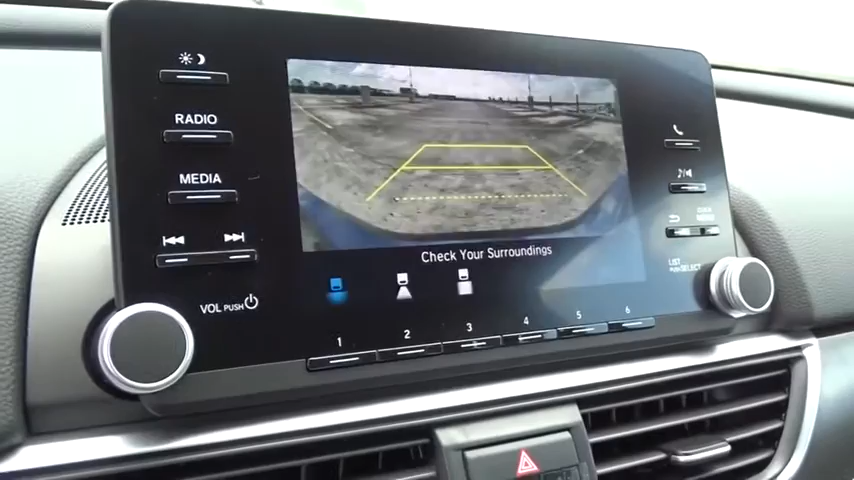 RADIO
MEDIA
VOL PUSH
Check Your Surroundings
LIST
PUSH SELECT
1 2 3 4 5 6